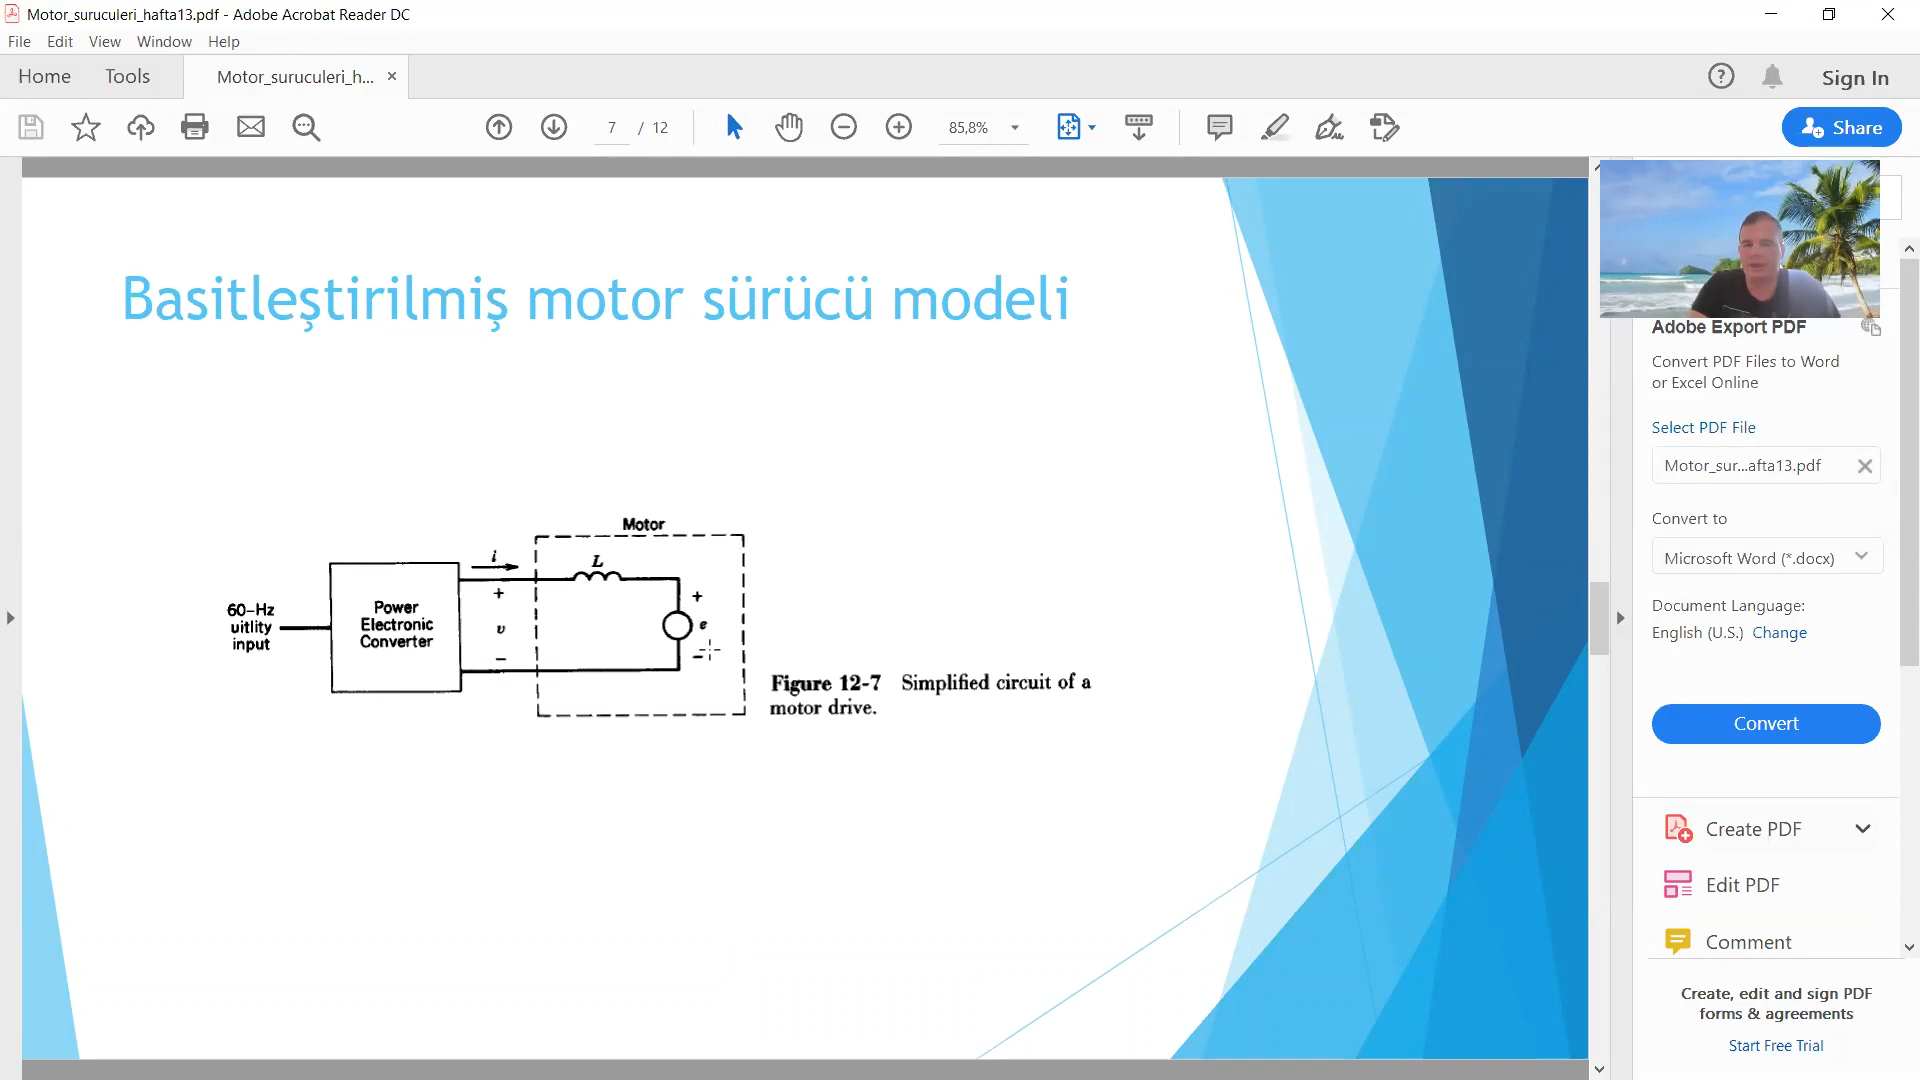 Motor_suruculeri_hafta13.pdf - Adobe Acrobat Reader DC
File Edit View Window Help
Home Tools Motor_suruculeri_h... ×
? Sign In
7 / 12
85,8%
Share
Basitleştirilmiş motor sürücü modeli
Motor
i
L
+
+
60-Hz
uitlity
input
Power
Electronic
Converter
v
e
−
−
Figure 12-7 Simplified circuit of a
motor drive.
Adobe Export PDF
Convert PDF Files to Word
or Excel Online
Select PDF File
Motor_sur...afta13.pdf
Convert to
Microsoft Word (*.docx)
Document Language:
English (U.S.) Change
Convert
Create PDF
Edit PDF
Comment
Create, edit and sign PDF
forms & agreements
Start Free Trial